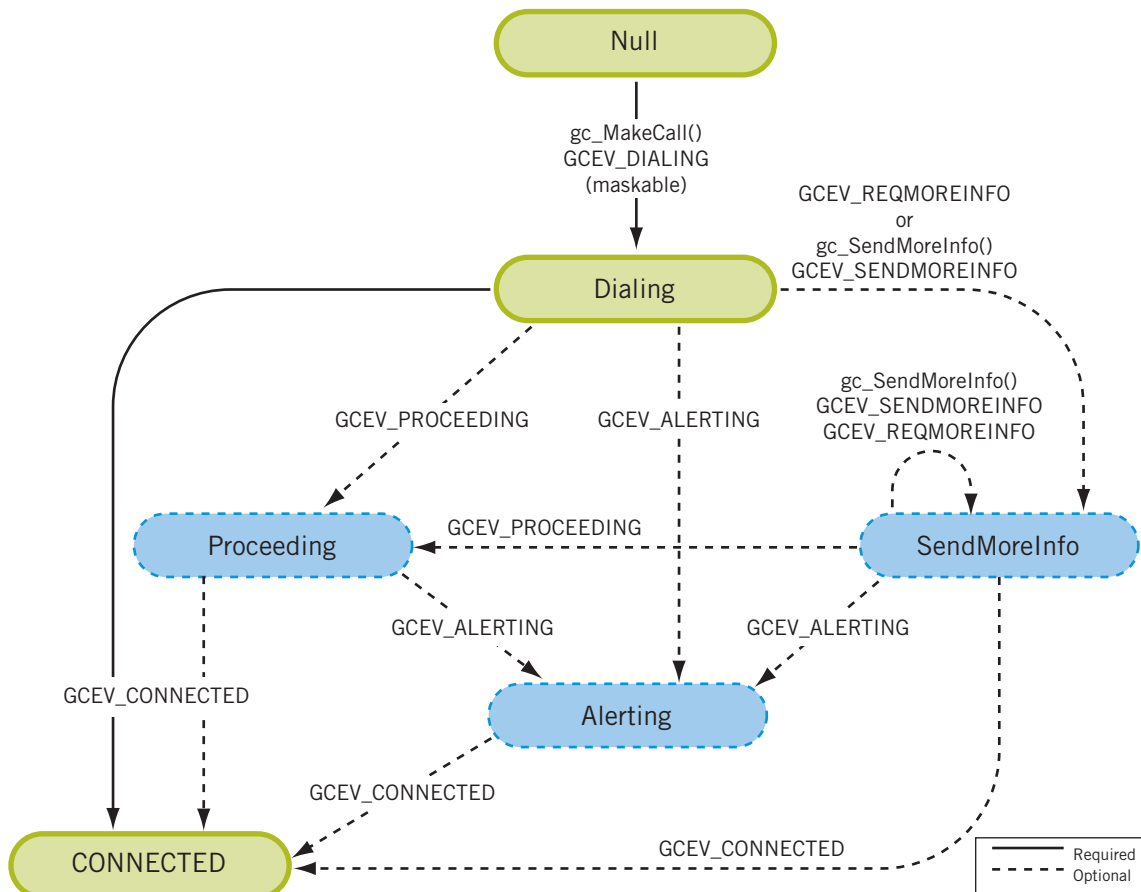 Null
gc_MakeCall()
GCEV_DIALING
(maskable)
GCEV_REQMOREINFO
or
gc_SendMoreInfo()
GCEV_SENDMOREINFO
Dialing
gc_SendMoreInfo()
GCEV_SENDMOREINFO
GCEV_REQMOREINFO
GCEV_PROCEEDING
GCEV_ALERTING
Proceeding
GCEV_PROCEEDING
SendMoreInfo
GCEV_ALERTING
GCEV_ALERTING
GCEV_CONNECTED
Alerting
GCEV_CONNECTED
GCEV_CONNECTED
CONNECTED
Required
Optional